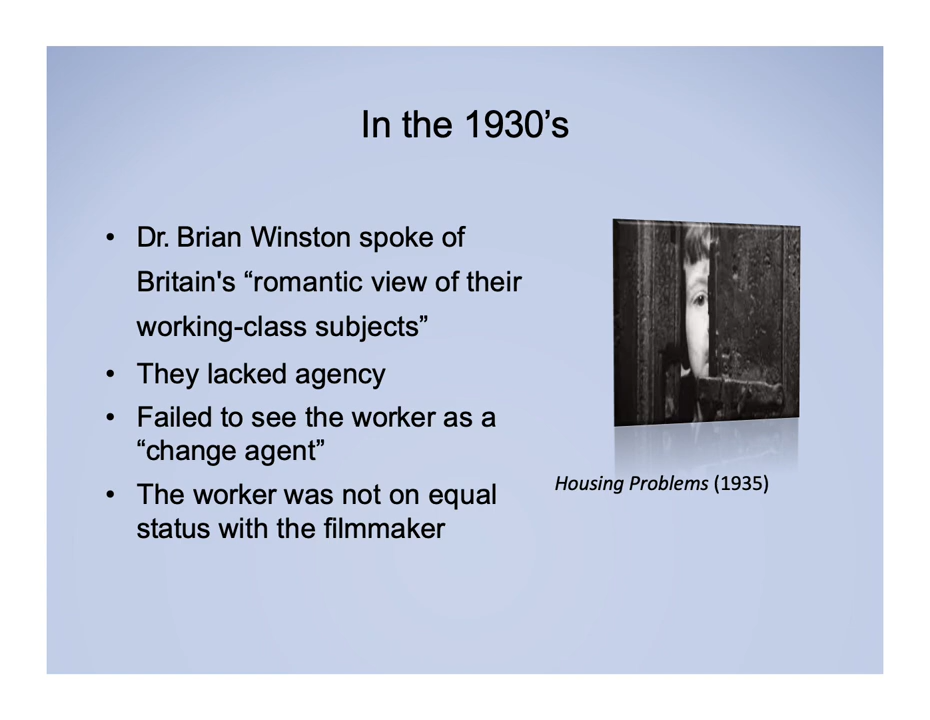 In the 1930’s
• Dr. Brian Winston spoke of
Britain's “romantic view of their
working-class subjects”
• They lacked agency
• Failed to see the worker as a
“change agent”
• The worker was not on equal
status with the filmmaker
Housing Problems (1935)